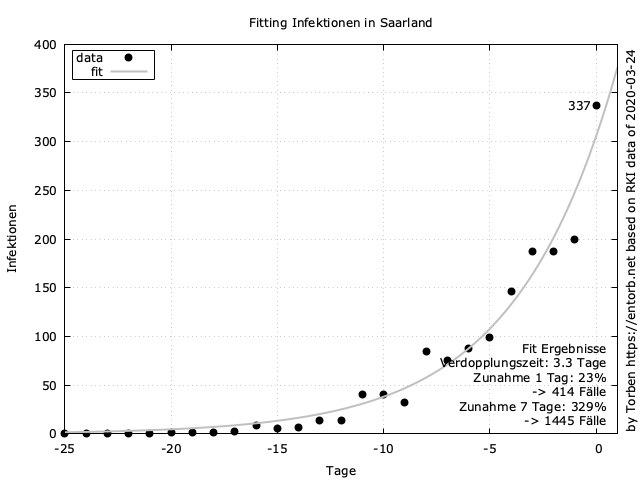 Fitting Infektionen in Saarland
400
350
300
250
200
150
100
50
0
Infektionen
data
fit
337
Fit Ergebnisse
Verdopplungszeit: 3.3 Tage
Zunahme 1 Tag: 23%
-> 414 Fälle
Zunahme 7 Tage: 329%
-> 1445 Fälle
-25 -20 -15 -10 -5 0
Tage
by Torben https://entorb.net based on RKI data of 2020-03-24